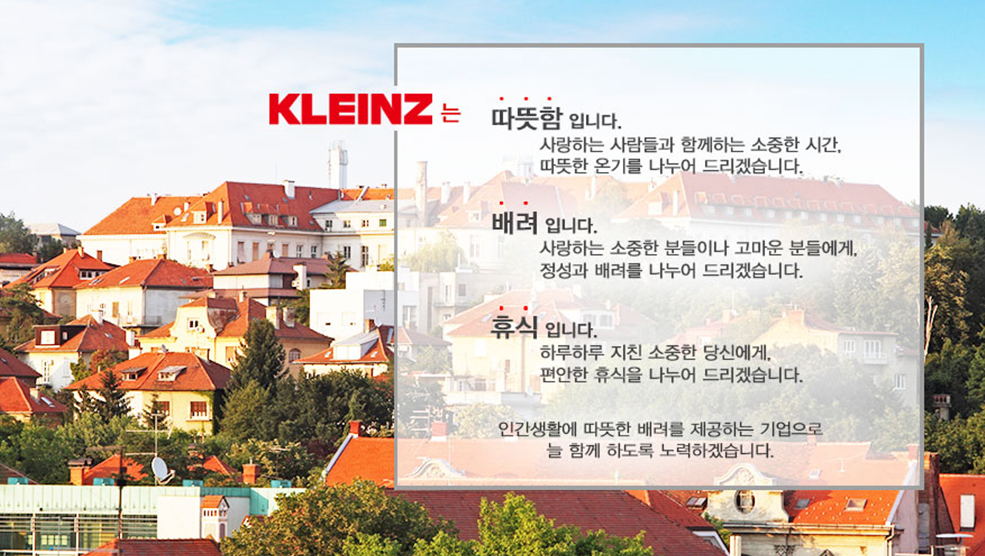 KLEINZ 는 따뜻함 입니다.
사랑하는 사람들과 함께하는 소중한 시간,
따뜻한 온기를 나누어 드리겠습니다.
배려 입니다.
사랑하는 소중한 분들이나 고마운 분들에게,
정성과 배려를 나누어 드리겠습니다.
휴식 입니다.
하루하루 지친 소중한 당신에게,
편안한 휴식을 나누어 드리겠습니다.
인간생활에 따뜻한 배려를 제공하는 기업으로
늘 함께 하도록 노력하겠습니다.